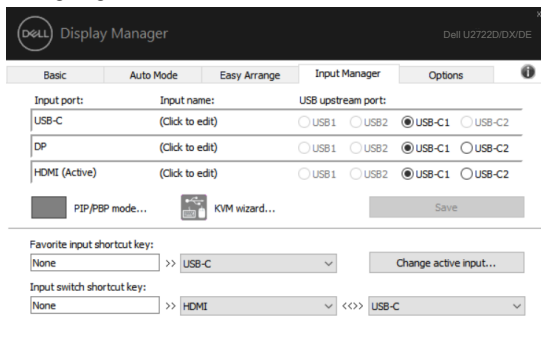 DELL Display Manager
Dell U2722D/DX/DE
Basic Auto Mode Easy Arrange Input Manager Options
Input port: Input name: USB upstream port:
USB-C (Click to edit) USB1 USB2 USB-C1 USB-C2
DP (Click to edit) USB1 USB2 USB-C1 USB-C2
HDMI (Active) (Click to edit) USB1 USB2 USB-C1 USB-C2
PIP/PBP mode... KVM wizard... Save
Favorite input shortcut key:
None >> USB-C Change active input...
Input switch shortcut key:
None >> HDMI <<>> USB-C